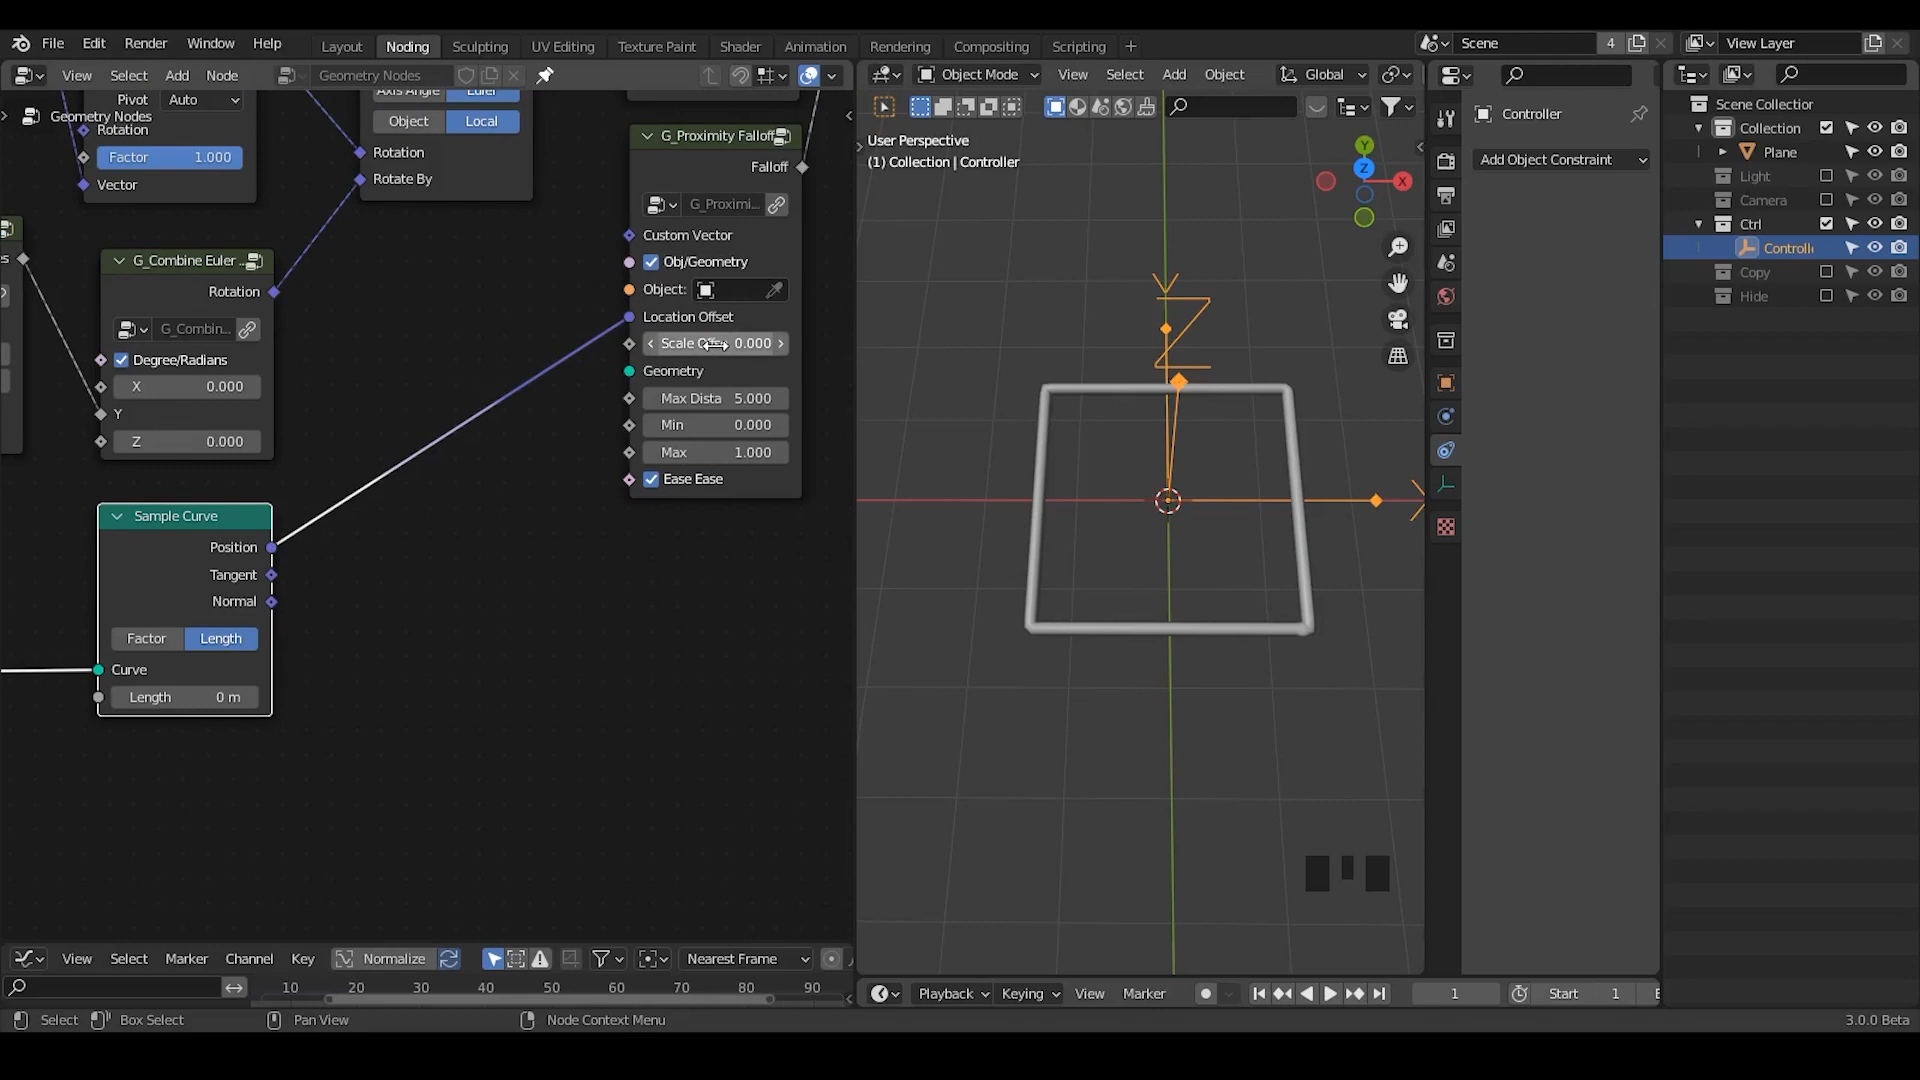 File Edit Render Window Help
Layout Noding Sculpting UV Editing Texture Paint Shader Animation Rendering Compositing Scripting +
Scene 4 View Layer
View Select Add Node Geometry Nodes
Object Mode View Select Add Object Global
Geometry Nodes
Pivot Auto
Rotation
Factor 1.000
Vector
Axis Angle Euler
Object Local
Rotation
Rotate By
G_Combine Euler ..
Rotation
G_Combin...
Degree/Radians
X 0.000
Y
Z 0.000
Sample Curve
Position
Tangent
Normal
Factor Length
Curve
Length 0 m
G_Proximity Falloff
Falloff
G_Proximi...
Custom Vector
Obj/Geometry
Object:
Location Offset
Scale 0.000
Geometry
Max Dista 5.000
Min 0.000
Max 1.000
Ease Ease
User Perspective
(1) Collection | Controller
Y
Z
X
Controller
Add Object Constraint
Scene Collection
Collection
Plane
Light
Camera
Ctrl
Controlle
Copy
Hide
View Select Marker Channel Key Normalize Nearest Frame
10 20 30 40 50 60 70 80 90
Playback Keying View Marker 1 Start 1 E
Select Box Select Pan View Node Context Menu 3.0.0 Beta